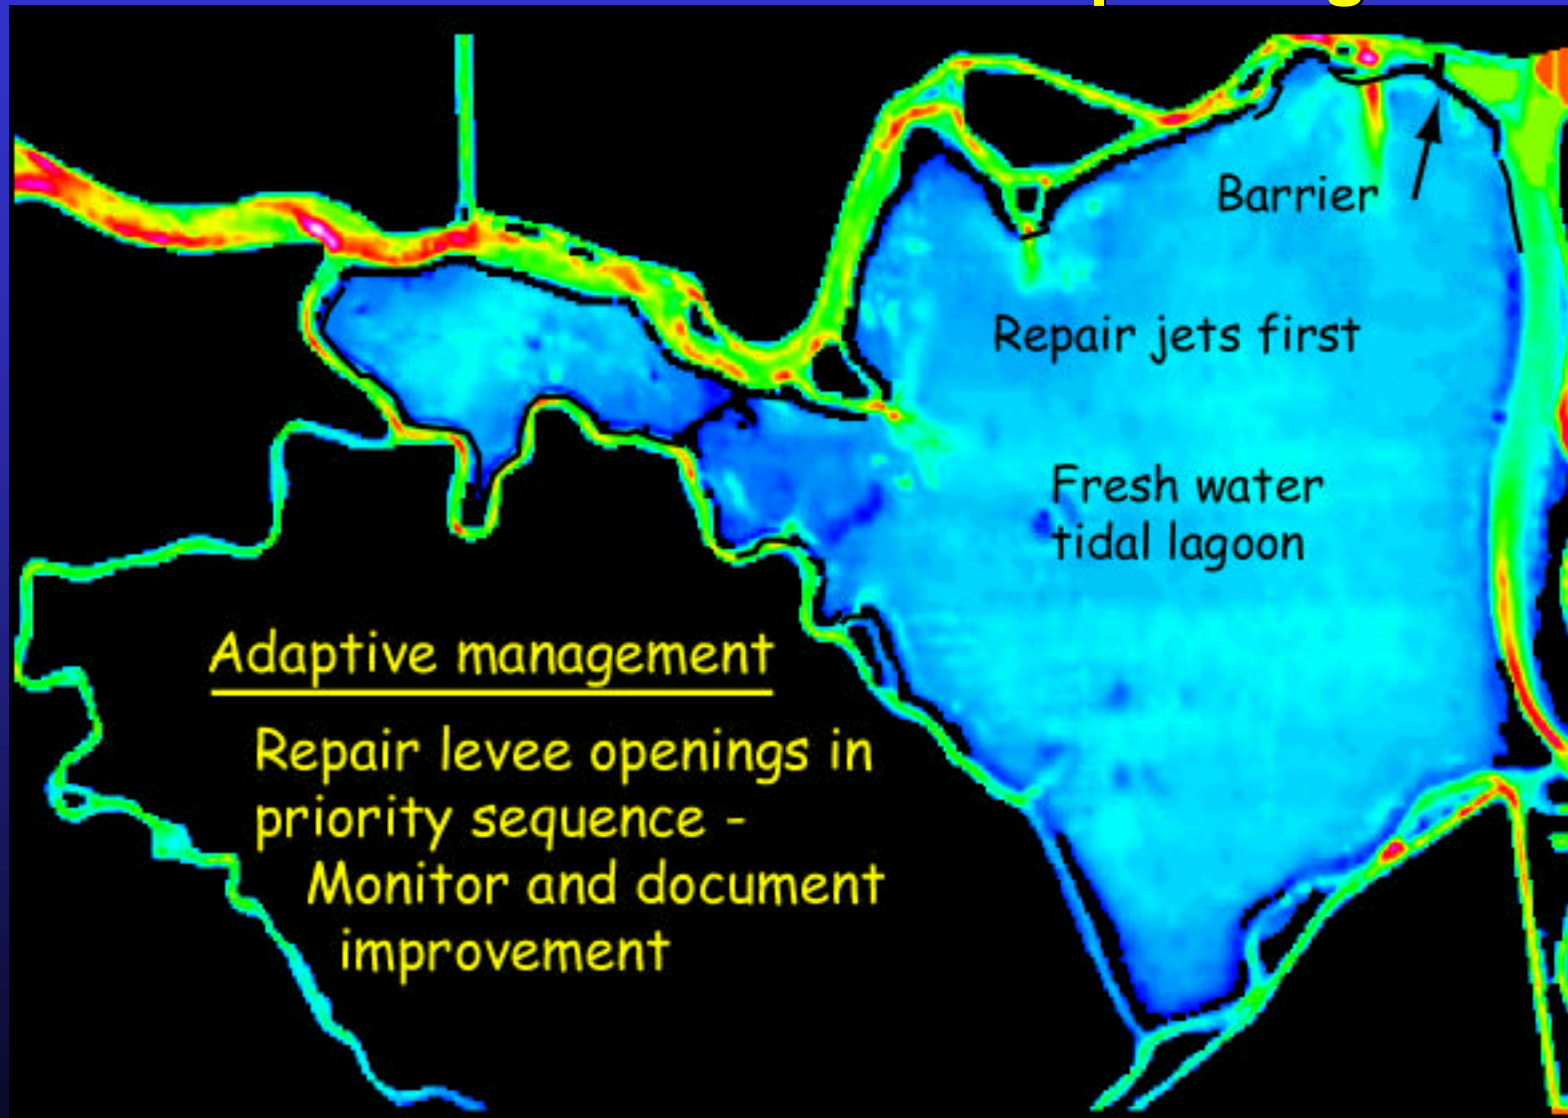 Barrier
Repair jets first
Fresh water
tidal lagoon
Adaptive management
Repair levee openings in
priority sequence -
Monitor and document
improvement